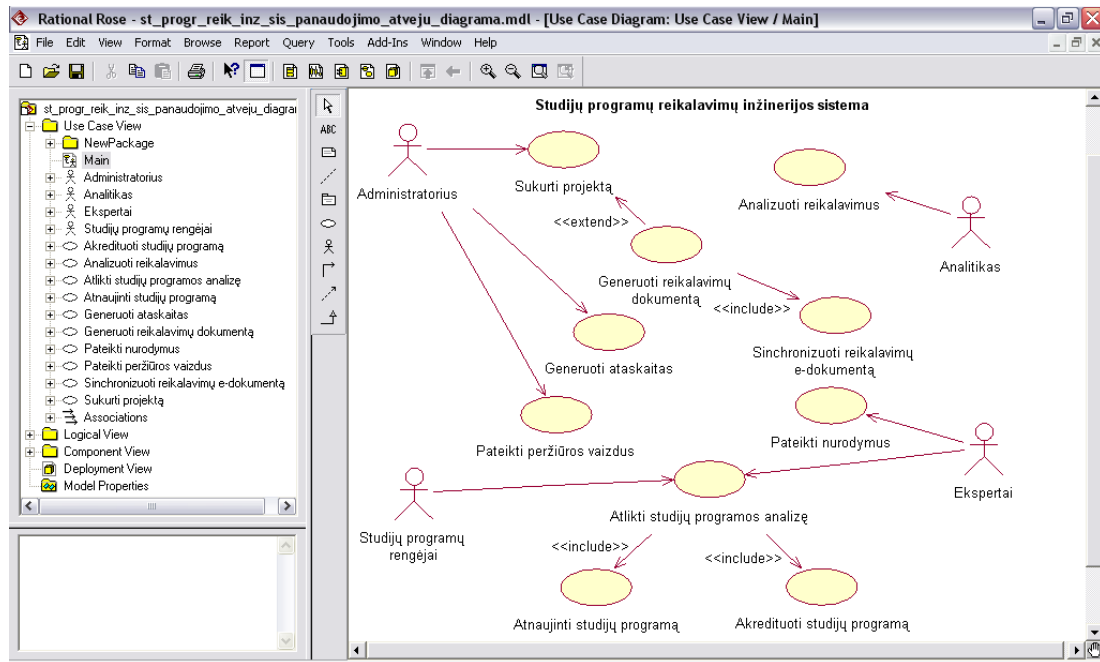 Rational Rose - st_progr_reik_inz_sis_panaudojimo_atveju_diagrama.mdl - [Use Case Diagram: Use Case View / Main]
File Edit View Format Browse Report Query Tools Add-Ins Window Help
st_progr_reik_inz_sis_panaudojimo_atveju_diagrai
Use Case View
NewPackage
Main
Administratorius
Analitikas
Ekspertai
Studijų programų rengėjai
Akredituoti studijų programą
Analizuoti reikalavimus
Atlikti studijų programos analizę
Atnaujinti studijų programą
Generuoti ataskaitas
Generuoti reikalavimų dokumentą
Pateikti nurodymus
Pateikti peržiūros vaizdus
Sinchronizuoti reikalavimų e-dokumentą
Sukurti projektą
Associations
Logical View
Component View
Deployment View
Model Properties
ABC
Studijų programų reikalavimų inžinerijos sistema
Administratorius
Sukurti projektą
Analizuoti reikalavimus
Analitikas
<<extend>>
Generuoti reikalavimų
dokumentą
<<include>>
Sinchronizuoti reikalavimų
e-dokumentą
Generuoti ataskaitas
Pateikti peržiūros vaizdus
Pateikti nurodymus
Ekspertai
Studijų programų
rengėjai
Atlikti studijų programos analizę
<<include>>
<<include>>
Atnaujinti studijų programą
Akredituoti studijų programą